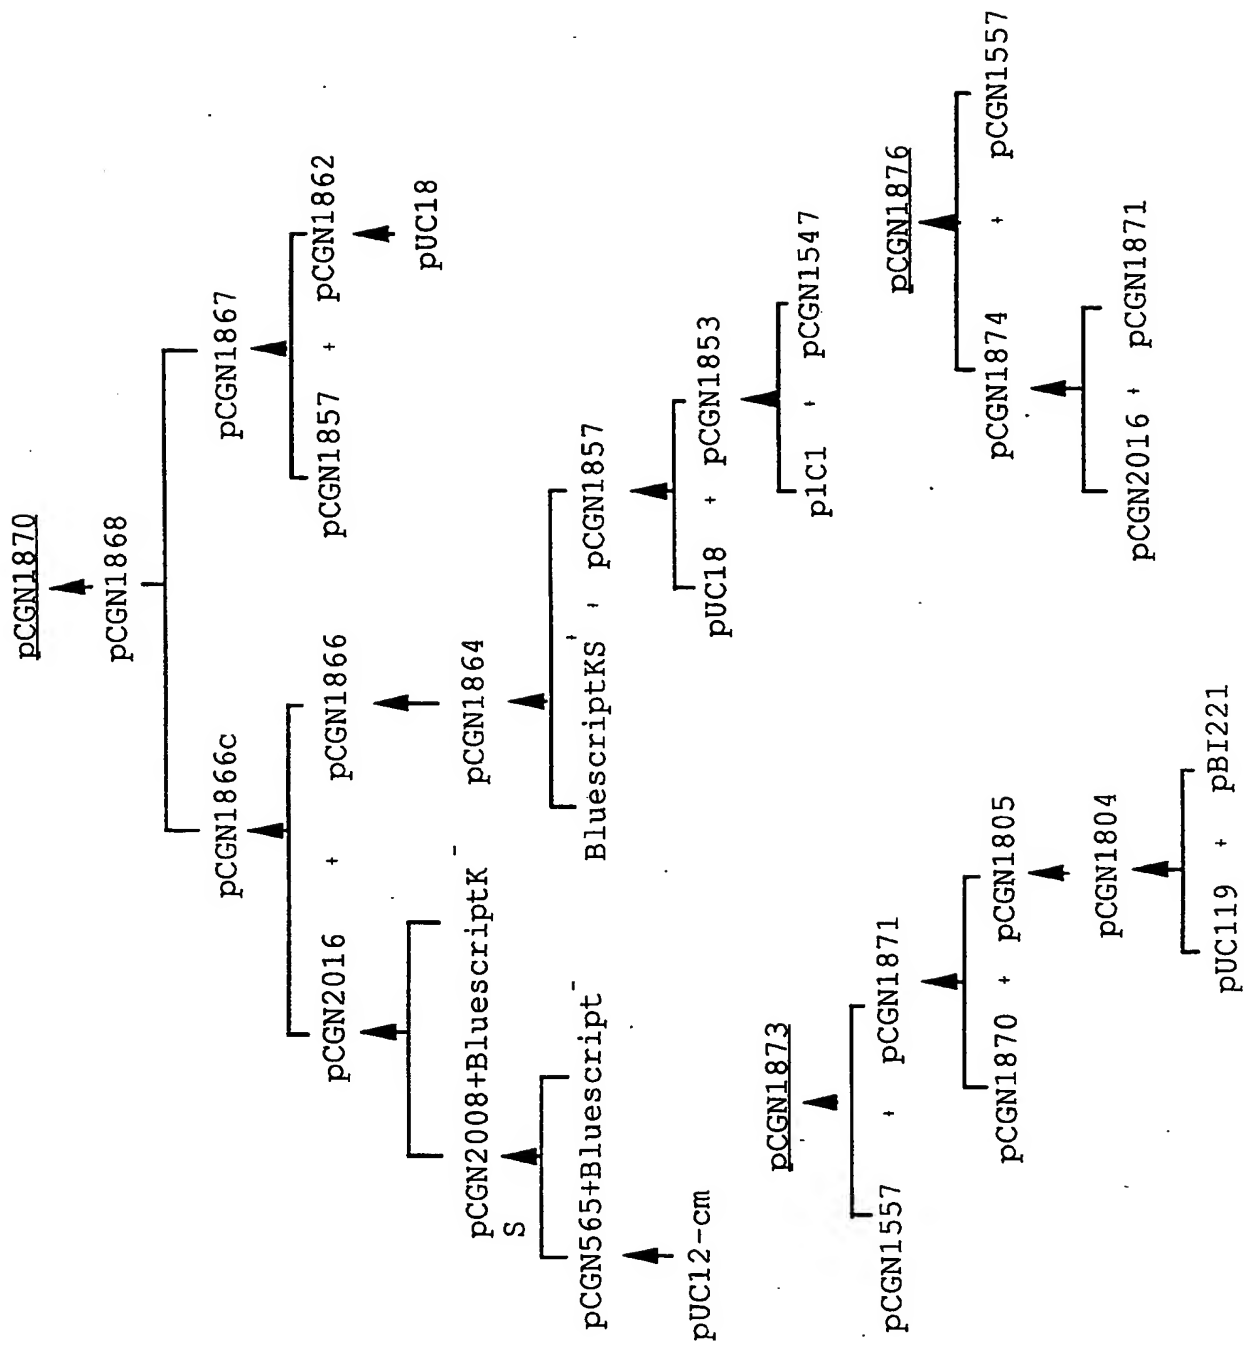 pCGN1870
pCGN1868
pCGN1866c
pCGN1867
pCGN2016 + pCGN1866
pCGN1857 + pCGN1862
pCGN2008+BluescriptK-
S
pCGN1864
pUC18
pCGN565+Bluescript-
BluescriptKS+ + pCGN1857
pUC12-cm
pUC18 + pCGN1853
p1C1 + pCGN1547
pCGN1873
pCGN1557 + pCGN1871
pCGN1870 + pCGN1805
pCGN1804
pUC119 + pBI221
pCGN1876
pCGN1874 + pCGN1557
pCGN2016 + pCGN1871